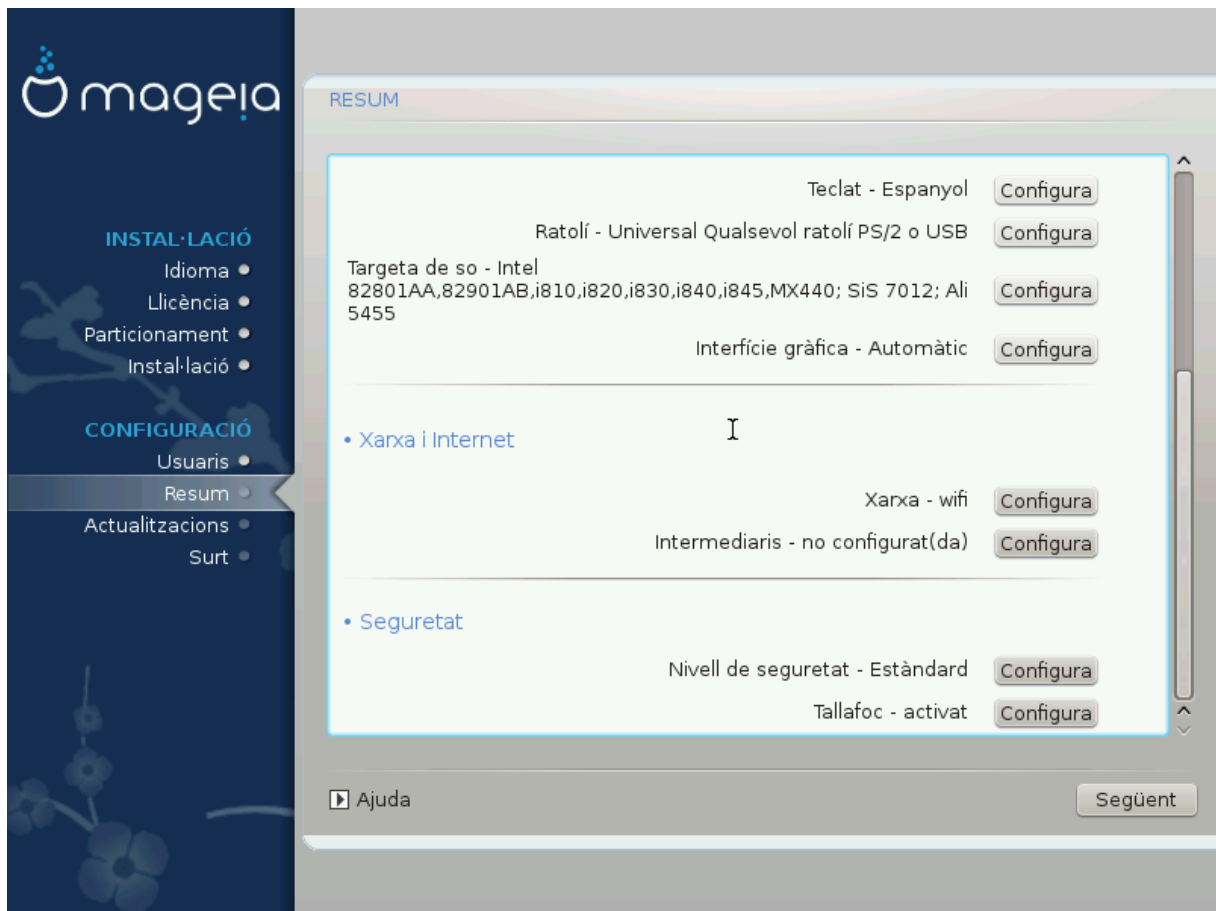 mageia
INSTAL·LACIÓ
Idioma
Llicència
Particionament
Instal·lació
CONFIGURACIÓ
Usuaris
Resum
Actualitzacions
Surt
RESUM
Teclat - Espanyol Configura
Ratolí - Universal Qualsevol ratolí PS/2 o USB Configura
Targeta de so - Intel
82801AA,82901AB,i810,i820,i830,i840,i845,MX440; SiS 7012; Ali Configura
5455
Interfície gràfica - Automàtic Configura
• Xarxa i Internet
Xarxa - wifi Configura
Intermediaris - no configurat(da) Configura
• Seguretat
Nivell de seguretat - Estàndard Configura
Tallafoc - activat Configura
Ajuda
Següent